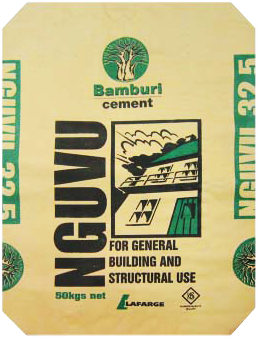 Bamburi
cement
NGUVU 32.5
NGUVU 32.5
NGUVU
FOR GENERAL
BUILDING AND
STRUCTURAL USE
50kgs net
LAFARGE